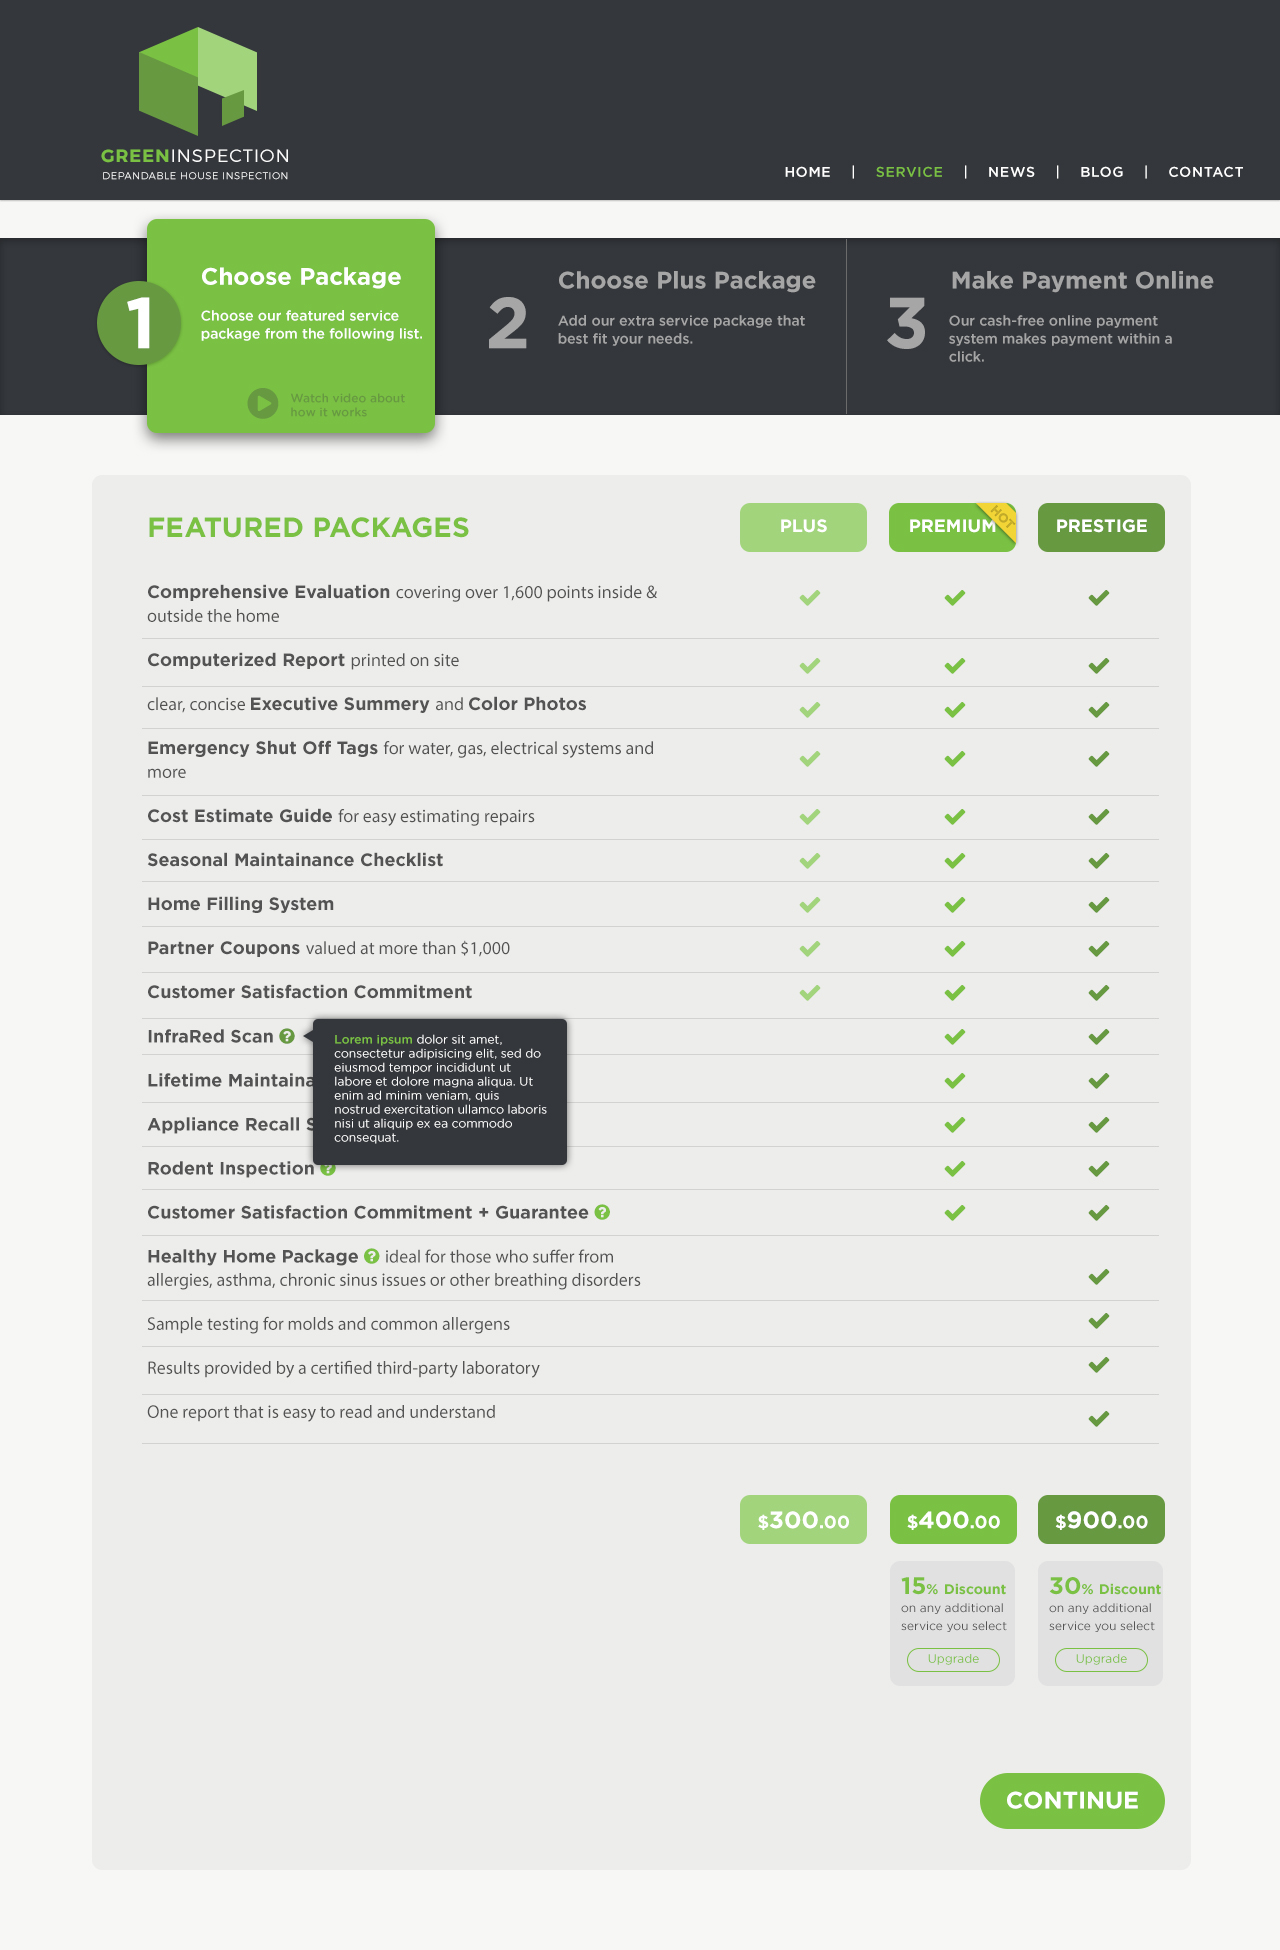 GREENINSPECTION
DEPANDABLE HOUSE INSPECTION
HOME | SERVICE | NEWS | BLOG | CONTACT
1
Choose Package
Choose our featured service
package from the following list.
Watch video about
how it works
2
Choose Plus Package
Add our extra service package that
best fit your needs.
3
Make Payment Online
Our cash-free online payment
system makes payment within a
click.
FEATURED PACKAGES
PLUS
PREMIUM
HOT
PRESTIGE
Comprehensive Evaluation covering over 1,600 points inside &
outside the home
Computerized Report printed on site
clear, concise Executive Summery and Color Photos
Emergency Shut Off Tags for water, gas, electrical systems and
more
Cost Estimate Guide for easy estimating repairs
Seasonal Maintainance Checklist
Home Filling System
Partner Coupons valued at more than $1,000
Customer Satisfaction Commitment
InfraRed Scan ?
Lorem ipsum dolor sit amet,
consectetur adipisicing elit, sed do
eiusmod tempor incididunt ut
labore et dolore magna aliqua. Ut
enim ad minim veniam, quis
nostrud exercitation ullamco laboris
nisi ut aliquip ex ea commodo
consequat.
Lifetime
Appliance Recall
Rodent Inspection ?
Customer Satisfaction Commitment + Guarantee ?
Healthy Home Package ? ideal for those who suffer from
allergies, asthma, chronic sinus issues or other breathing disorders
Sample testing for molds and common allergens
Results provided by a certified third-party laboratory
One report that is easy to read and understand
$300.00
$400.00
$900.00
15% Discount
on any additional
service you select
Upgrade
30% Discount
on any additional
service you select
Upgrade
CONTINUE